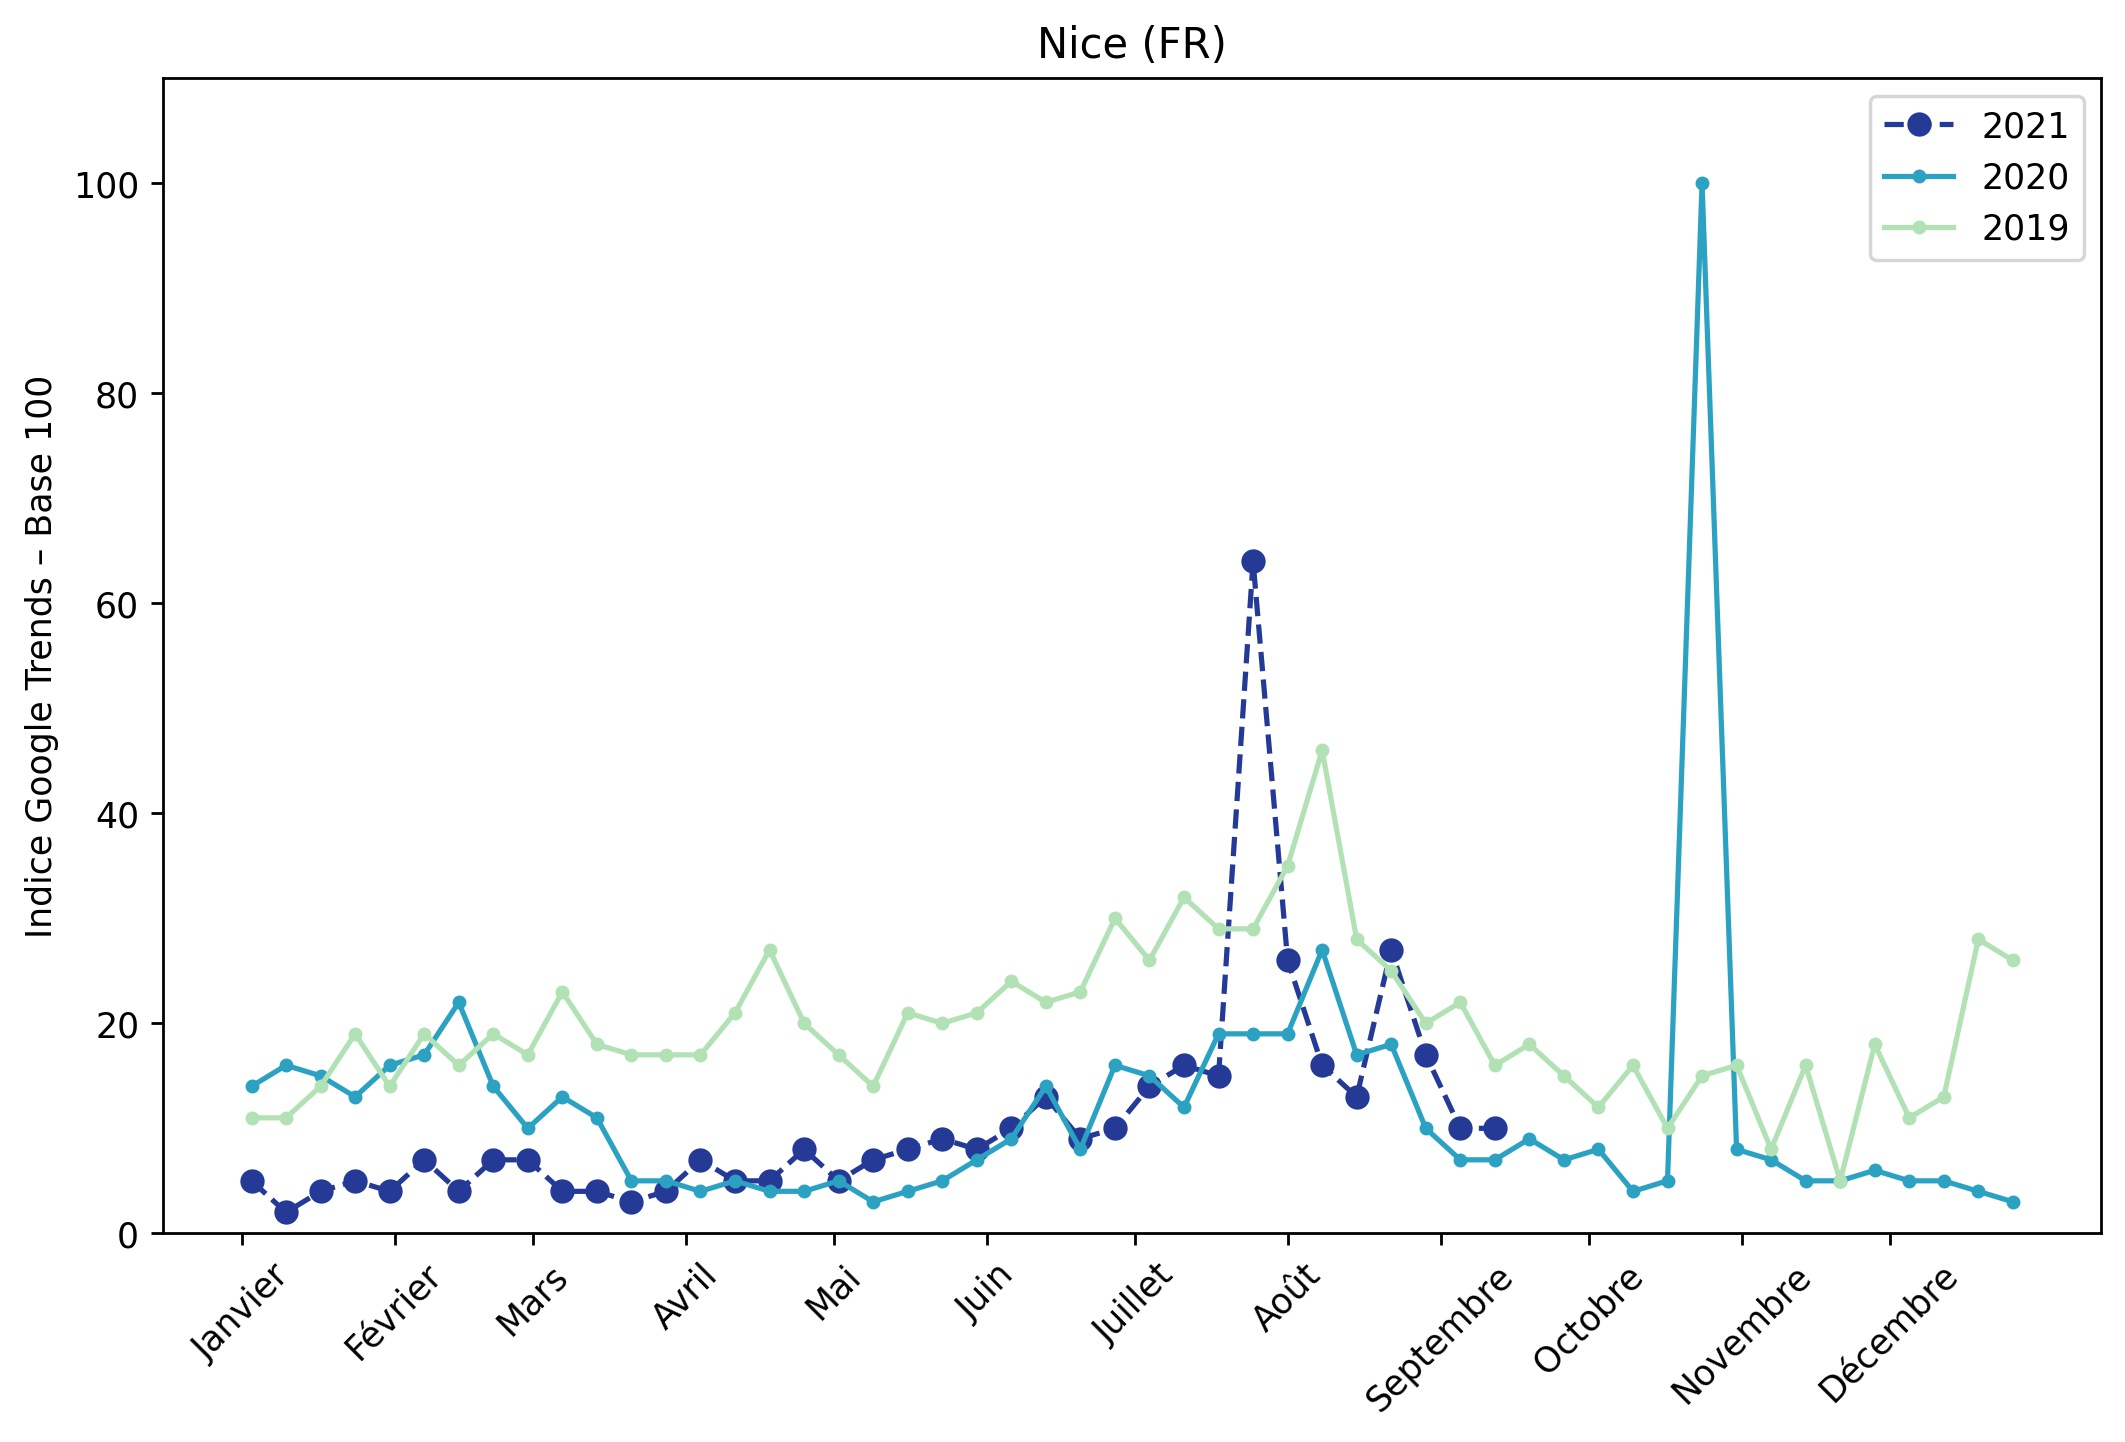 Nice (FR)
2021
2020
2019
Indice Google Trends – Base 100
100
80
60
40
20
0
Janvier
Février
Mars
Avril
Mai
Juin
Juillet
Août
Septembre
Octobre
Novembre
Décembre